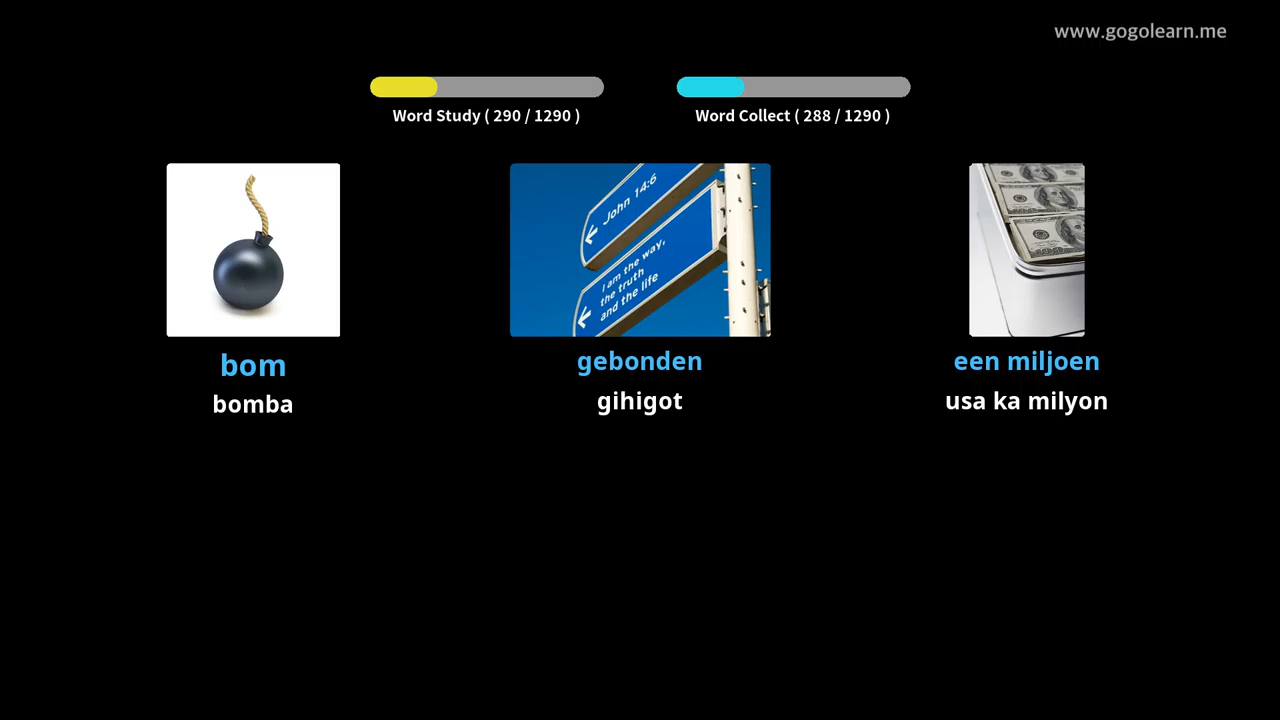 www.gogolearn.me
Word Study ( 290 / 1290 )
Word Collect ( 288 / 1290 )
John 14:6
I am the way,
the truth
and the life
bom
gebonden
een miljoen
bomba
gihigot
usa ka milyon